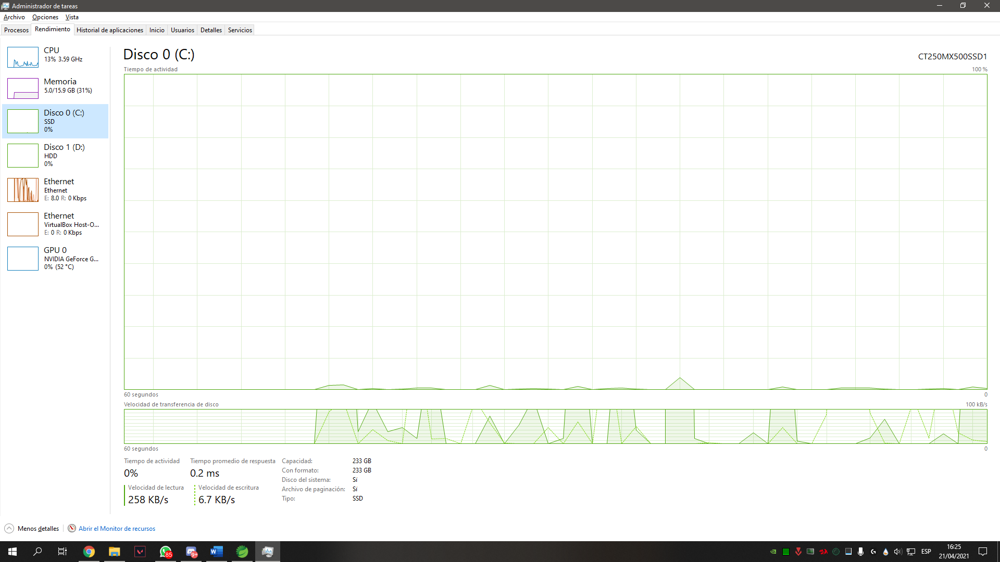 Administrador de tareas
Archivo Opciones Vista
Procesos Rendimiento Historial de aplicaciones Inicio Usuarios Detalles Servicios
CPU
13% 3.59 GHz
Memoria
5.0/15.9 GB (31%)
Disco 0 (C:)
SSD
0%
Disco 1 (D:)
HDD
0%
Ethernet
Ethernet
E: 8.0 R: 0 Kbps
Ethernet
VirtualBox Host-O...
E: 0 R: 0 Kbps
GPU 0
NVIDIA GeForce G...
0% (52 °C)
Disco 0 (C:) CT250MX500SSD1
Tiempo de actividad 100 %
60 segundos 0
Velocidad de transferencia de disco 100 kB/s
60 segundos 0
Tiempo de actividad
0%
Tiempo promedio de respuesta
0.2 ms
Velocidad de lectura
258 KB/s
Velocidad de escritura
6.7 KB/s
Capacidad: 233 GB
Con formato: 233 GB
Disco del sistema: Sí
Archivo de paginación: Sí
Tipo: SSD
Menos detalles Abrir el Monitor de recursos
85
9+
ESP
16:25
21/04/2021